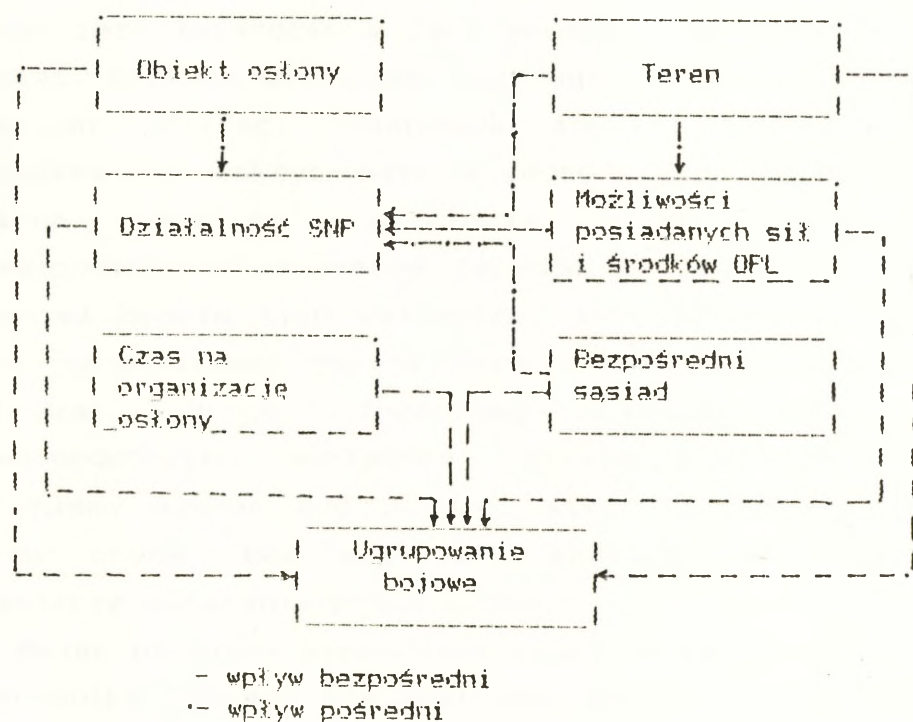 Obiekt osłony
Teren
Działalność SNP
Możliwości
posiadanych sił
i środków OPL
Czas na
organizację
osłony
Bezpośredni
sąsiad
Ugrupowanie
bojowe
- wpływ bezpośredni
·- wpływ pośredni